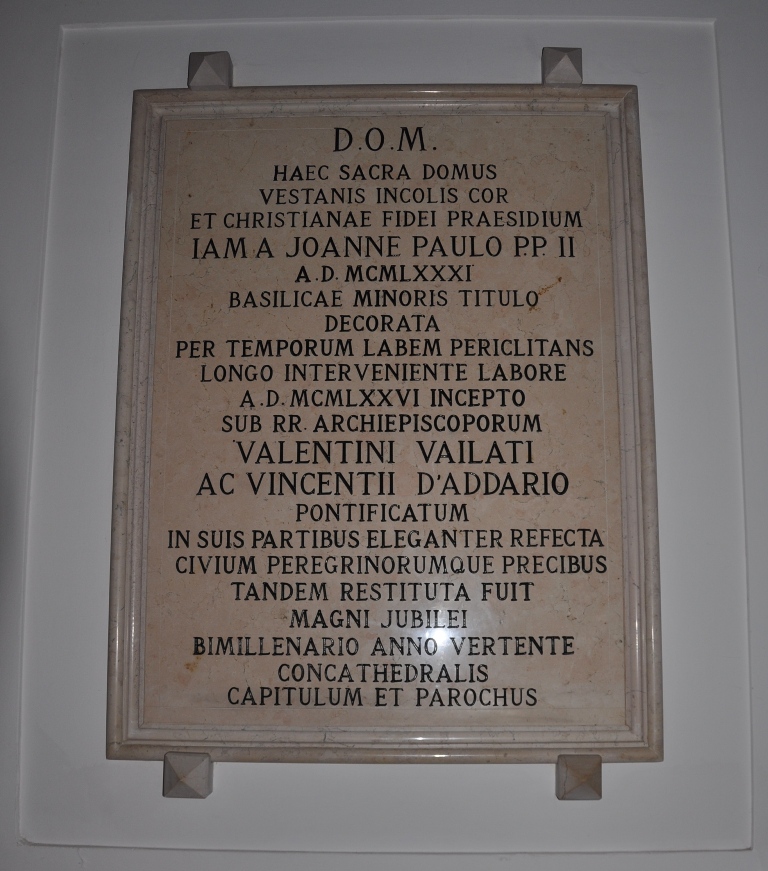 D.O.M.
HAEC SACRA DOMUS
VESTANIS INCOLIS COR
ET CHRISTIANAE FIDEI PRAESIDIUM
IAM A JOANNE PAULO P.P. II
A.D. MCMLXXXI
BASILICAE MINORIS TITULO
DECORATA
PER TEMPORUM LABEM PERICLITANS
LONGO INTERVENIENTE LABORE
A.D. MCMLXXVI INCEPTO
SUB RR. ARCHIEPISCOPORUM
VALENTINI VAILATI
AC VINCENTII D'ADDARIO
PONTIFICATUM
IN SUIS PARTIBUS ELEGANTER REFECTA
CIVIUM PEREGRINORUMQUE PRECIBUS
TANDEM RESTITUTA FUIT
MAGNI JUBILEI
BIMILLENARIO ANNO VERTENTE
CONCATHEDRALIS
CAPITULUM ET PAROCHUS